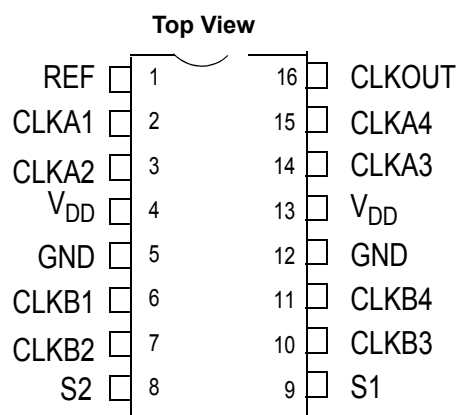 Top View
REF 1 16 CLKOUT
CLKA1 2 15 CLKA4
CLKA2 3 14 CLKA3
VDD 4 13 VDD
GND 5 12 GND
CLKB1 6 11 CLKB4
CLKB2 7 10 CLKB3
S2 8 9 S1